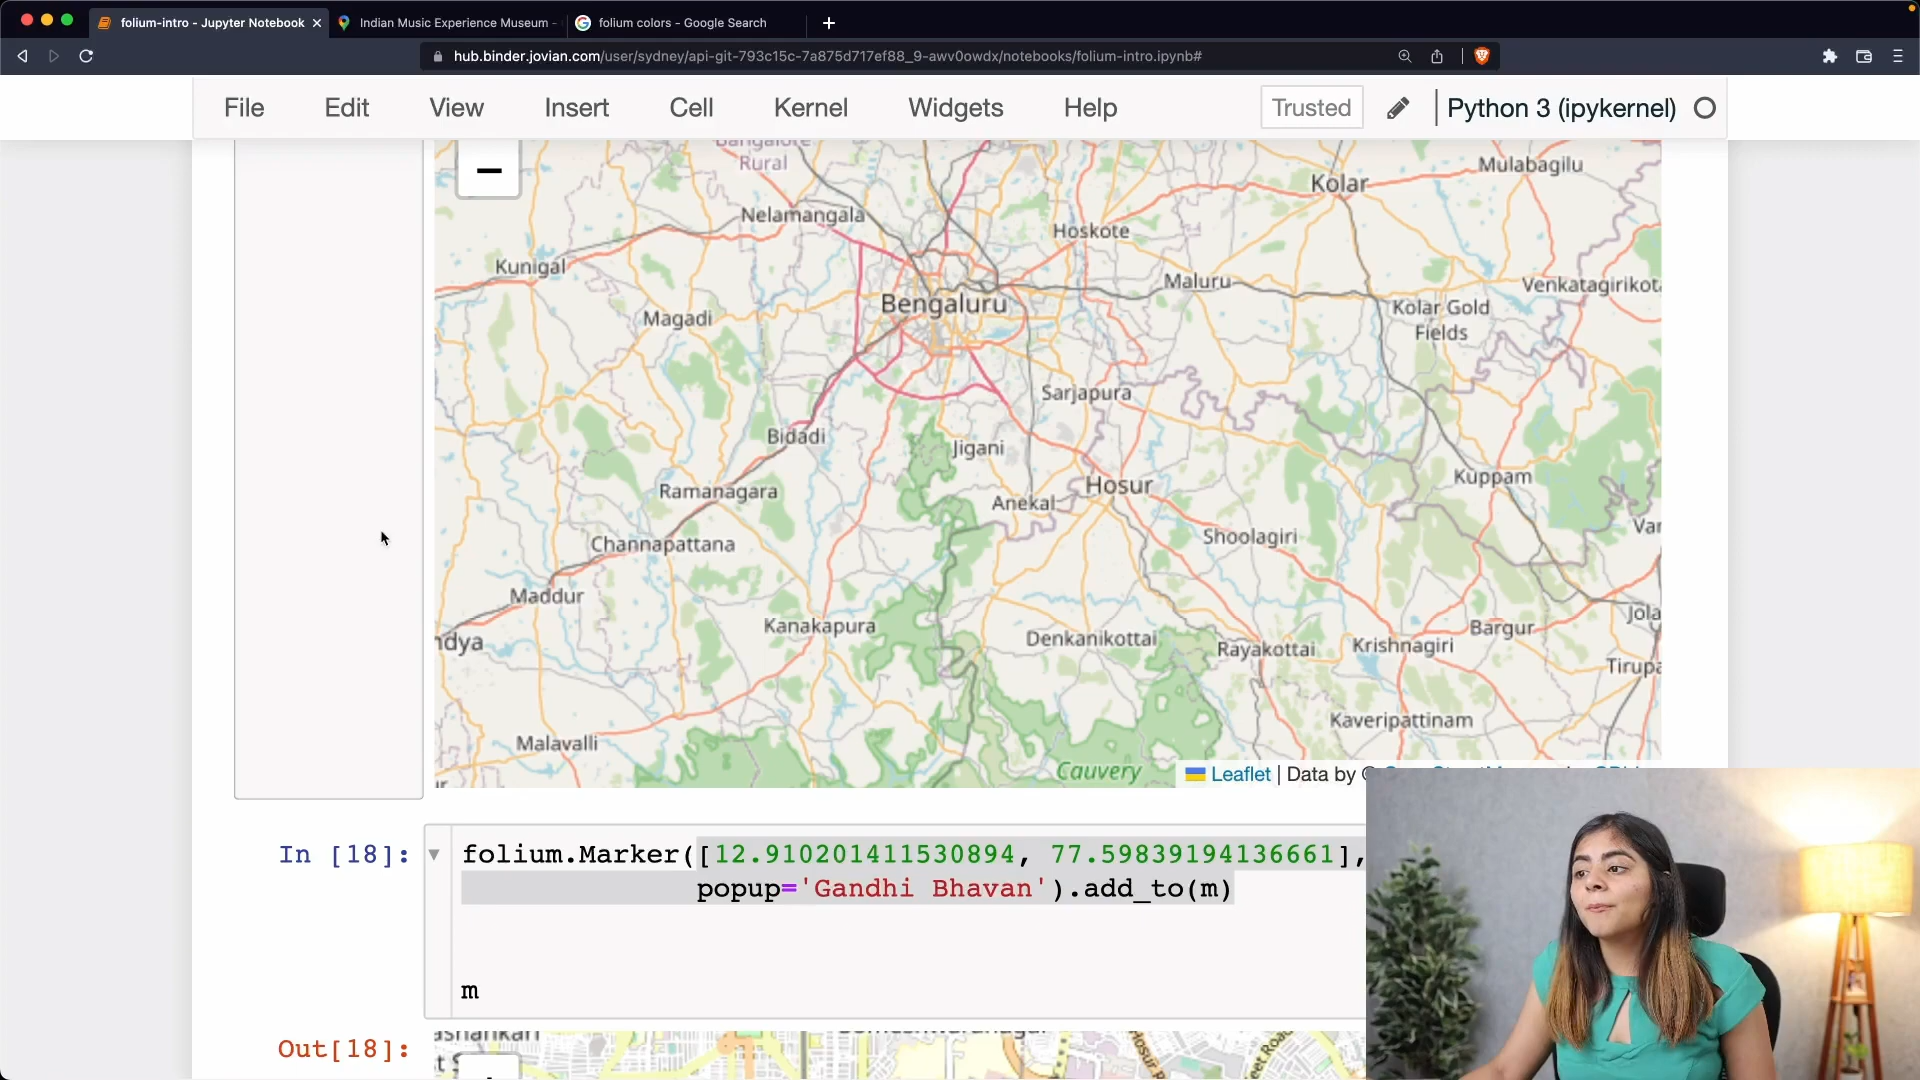 folium-intro - Jupyter Notebook
Indian Music Experience Museum -
folium colors - Google Search
hub.binder.jovian.com/user/sydney/api-git-793c15c-7a875d717ef88_9-awv0owdx/notebooks/folium-intro.ipynb#
File Edit View Insert Cell Kernel Widgets Help Trusted Python 3 (ipykernel)
Bangalore
Rural
Mulabagilu
Kolar
Nelamangala
Hoskote
Kunigal
Maluru
Venkatagirikota
Bengaluru
Kolar Gold
Fields
Magadi
Sarjapura
Bidadi
Jigani
Kuppam
Hosur
Ramanagara
Anekal
Shoolagiri
Channapattana
Maddur
Kanakapura
Denkanikottai
Rayakottai
Krishnagiri
Bargur
ndya
Kaveripattinam
Malavalli
Cauvery
Leaflet | Data by ©
In [18]: folium.Marker([12.910201411530894, 77.59839194136661],
popup='Gandhi Bhavan').add_to(m)
m
Out[18]: